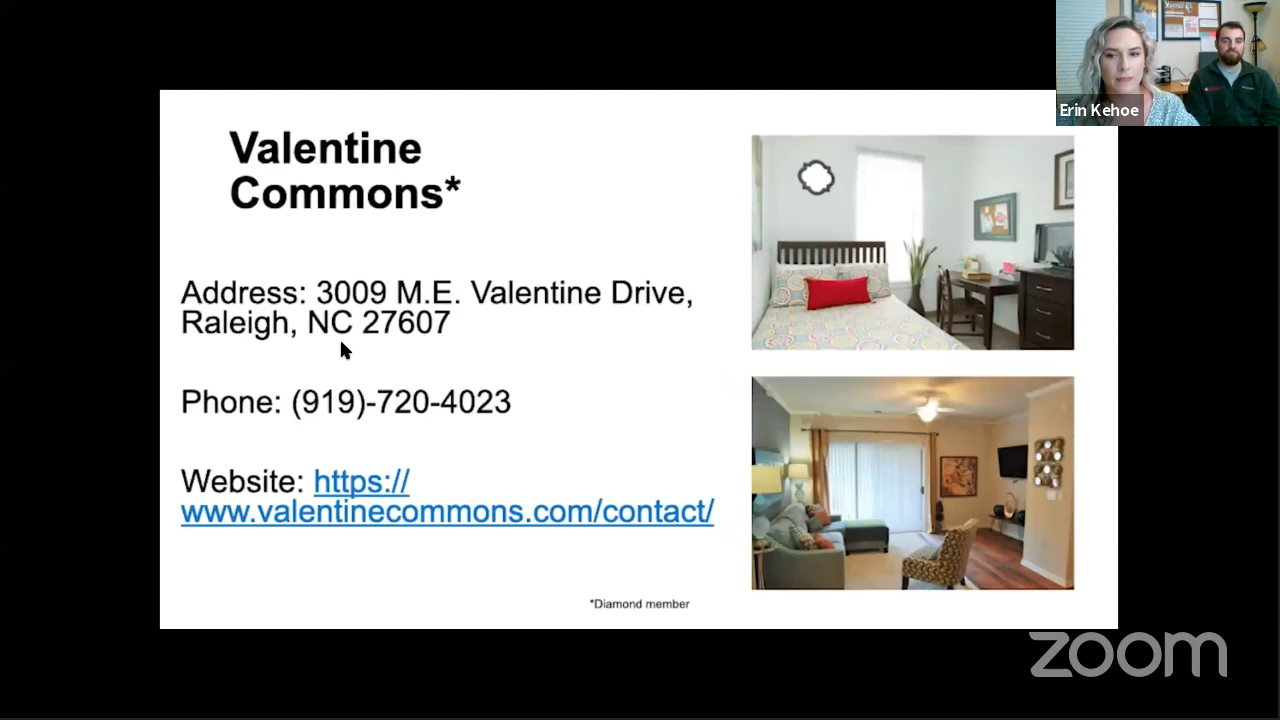 Erin Kehoe
Valentine
Commons*
Address: 3009 M.E. Valentine Drive,
Raleigh, NC 27607
Phone: (919)-720-4023
Website: https://
www.valentinecommons.com/contact/
*Diamond member
zoom